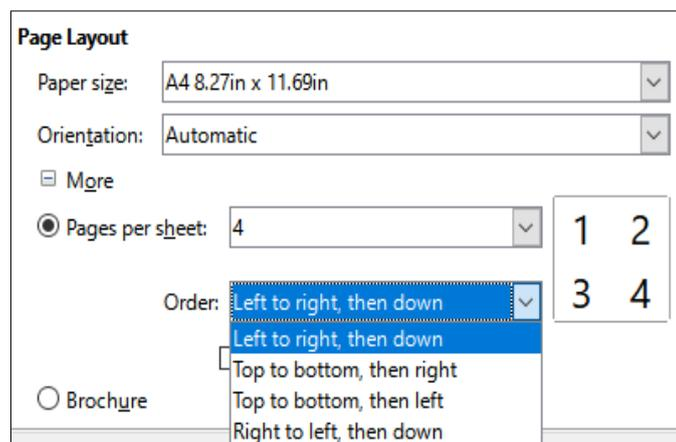 Page Layout
Paper size: A4 8.27in x 11.69in
Orientation: Automatic
More
Pages per sheet: 4
1 2
3 4
Order: Left to right, then down
Left to right, then down
Top to bottom, then right
Top to bottom, then left
Brochure
Right to left, then down